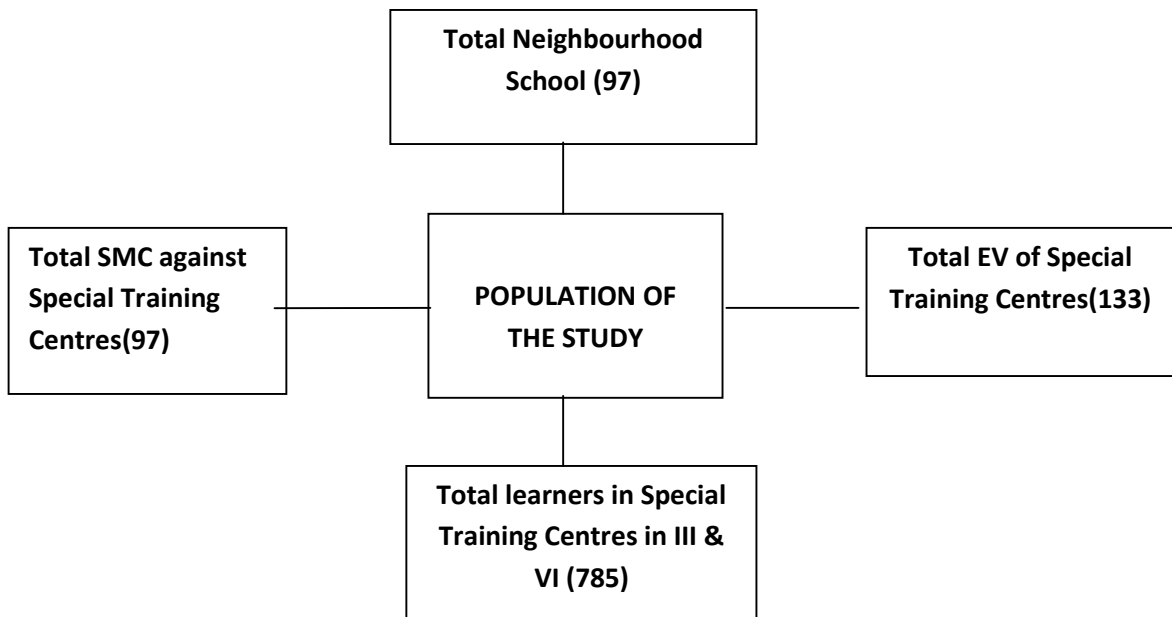 Total Neighbourhood
School (97)
Total SMC against
Special Training
Centres(97)
POPULATION OF
THE STUDY
Total EV of Special
Training Centres(133)
Total learners in Special
Training Centres in III &
VI (785)